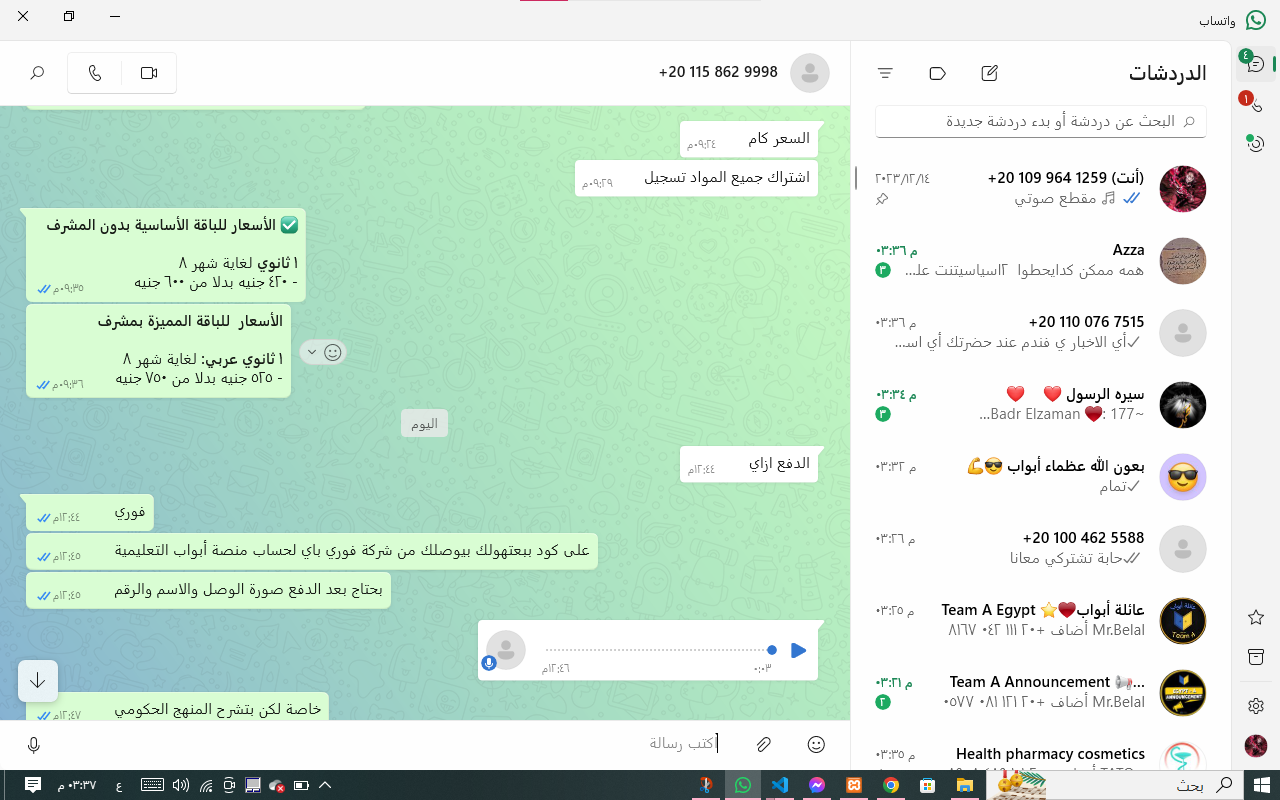 واتساب
٤
١
الدردشات
البحث عن دردشة أو بدء دردشة جديدة
+20 109 964 1259 (أنت)
٢٠٢٣/١٢/١٤
مقطع صوتي
Azza
٠٣:٣٦ م
همه ممكن كدايحطوا ١٢اسياسيتنت علـ...
٣
+20 110 076 7515
٠٣:٣٦ م
أي الاخبار ي فندم عند حضرتك أي اسـ...
سيره الرسول ❤️ ❤️
٠٣:٣٤ م
~Badr Elzaman ♥️: 177...
٣
بعون الله عظماء أبواب 😎💪
٠٣:٣٢ م
تمام
+20 100 462 5588
٠٣:٢٦ م
حابة تشتركي معانا
عائلة أبواب♥️⭐ Team A Egypt
٠٣:٢٥ م
Mr.Belal أضاف +٢٠ ١١١ ٠٤٢ ٨١٦٧
Team A Announcement 📢...
٠٣:٢١ م
Mr.Belal أضاف +٢٠ ١٢١ ٠٨١ ٠٥٧٧
٢
Health pharmacy cosmetics
٠٣:٣٥ م
+20 115 862 9998
السعر كام
٠٩:٢٤م
اشتراك جميع المواد تسجيل
٠٩:٢٩م
✅ الأسعار للباقة الأساسية بدون المشرف
١ ثانوي لغاية شهر ٨
- ٤٢٠ جنيه بدلا من ٦٠٠ جنيه
٠٩:٣٥م
الأسعار للباقة المميزة بمشرف
١ ثانوي عربي: لغاية شهر ٨
- ٥٢٥ جنيه بدلا من ٧٥٠ جنيه
٠٩:٣٦م
اليوم
الدفع ازاي
١٢:٤٤م
فوري
١٢:٤٤م
على كود ببعتهولك بيوصلك من شركة فوري باي لحساب منصة أبواب التعليمية
١٢:٤٥م
بحتاج بعد الدفع صورة الوصل والاسم والرقم
١٢:٤٥م
٠:٠٣
١٢:٤٦م
خاصة لكن بتشرح المنهج الحكومي
١٢:٤٧م
اكتب رسالة
بحث
ع
٠٣:٣٧ م